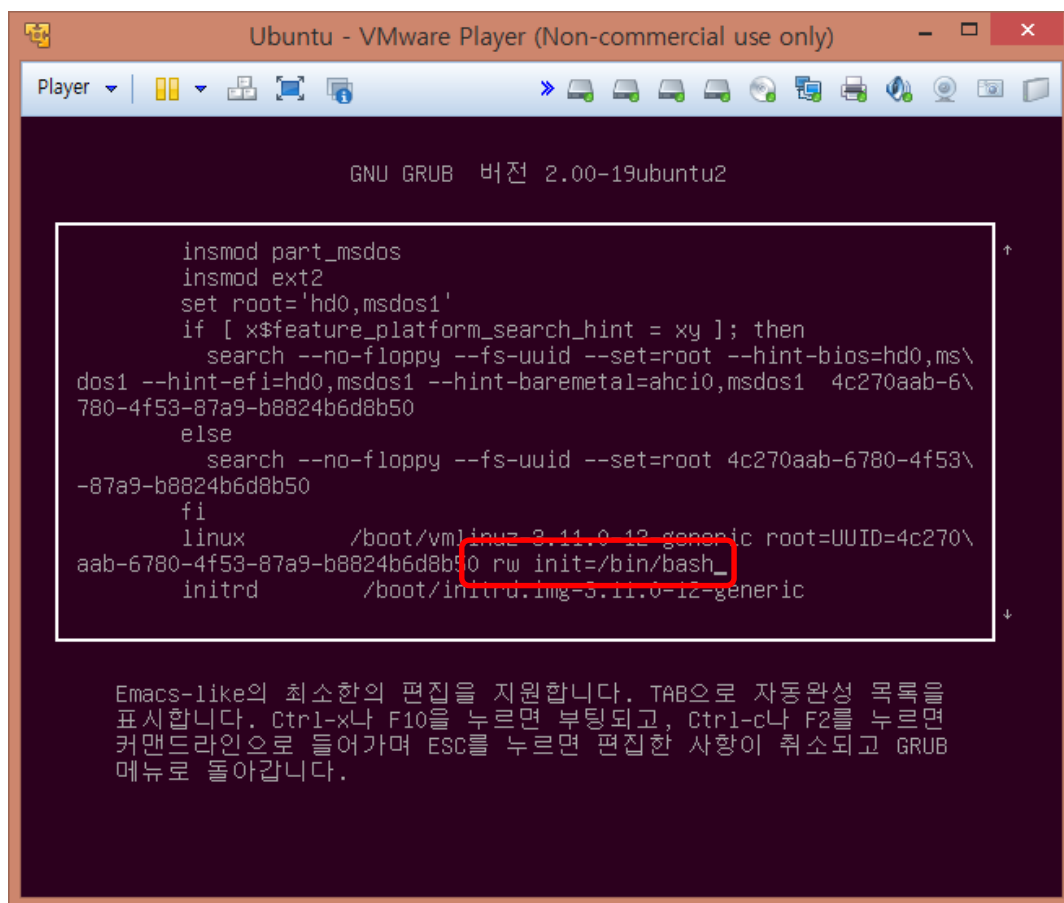 Ubuntu - VMware Player (Non-commercial use only)
Player
GNU GRUB 버전 2.00-19ubuntu2
insmod part_msdos
insmod ext2
set root='hd0,msdos1'
if [ x$feature_platform_search_hint = xy ]; then
search --no-floppy --fs-uuid --set=root --hint-bios=hd0,ms\
dos1 --hint-efi=hd0,msdos1 --hint-baremetal=ahci0,msdos1 4c270aab-6\
780-4f53-87a9-b8824b6d8b50
else
search --no-floppy --fs-uuid --set=root 4c270aab-6780-4f53\
-87a9-b8824b6d8b50
fi
linux /boot/vmlinuz-3.11.0-12-generic root=UUID=4c270\
aab-6780-4f53-87a9-b8824b6d8b50 rw init=/bin/bash_
initrd /boot/initrd.img-3.11.0-12-generic
Emacs-like의 최소한의 편집을 지원합니다. TAB으로 자동완성 목록을
표시합니다. Ctrl-x나 F10을 누르면 부팅되고, Ctrl-c나 F2를 누르면
커맨드라인으로 들어가며 ESC를 누르면 편집한 사항이 취소되고 GRUB
메뉴로 돌아갑니다.